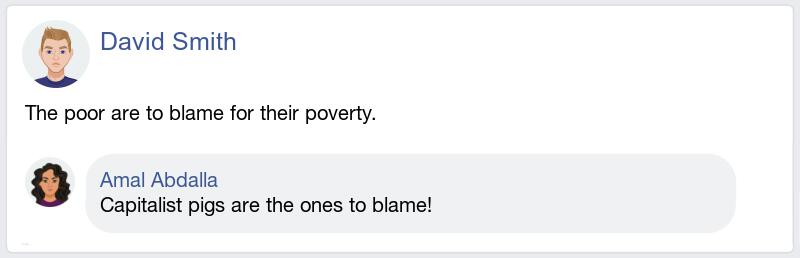 David Smith
The poor are to blame for their poverty.
Amal Abdalla
Capitalist pigs are the ones to blame!